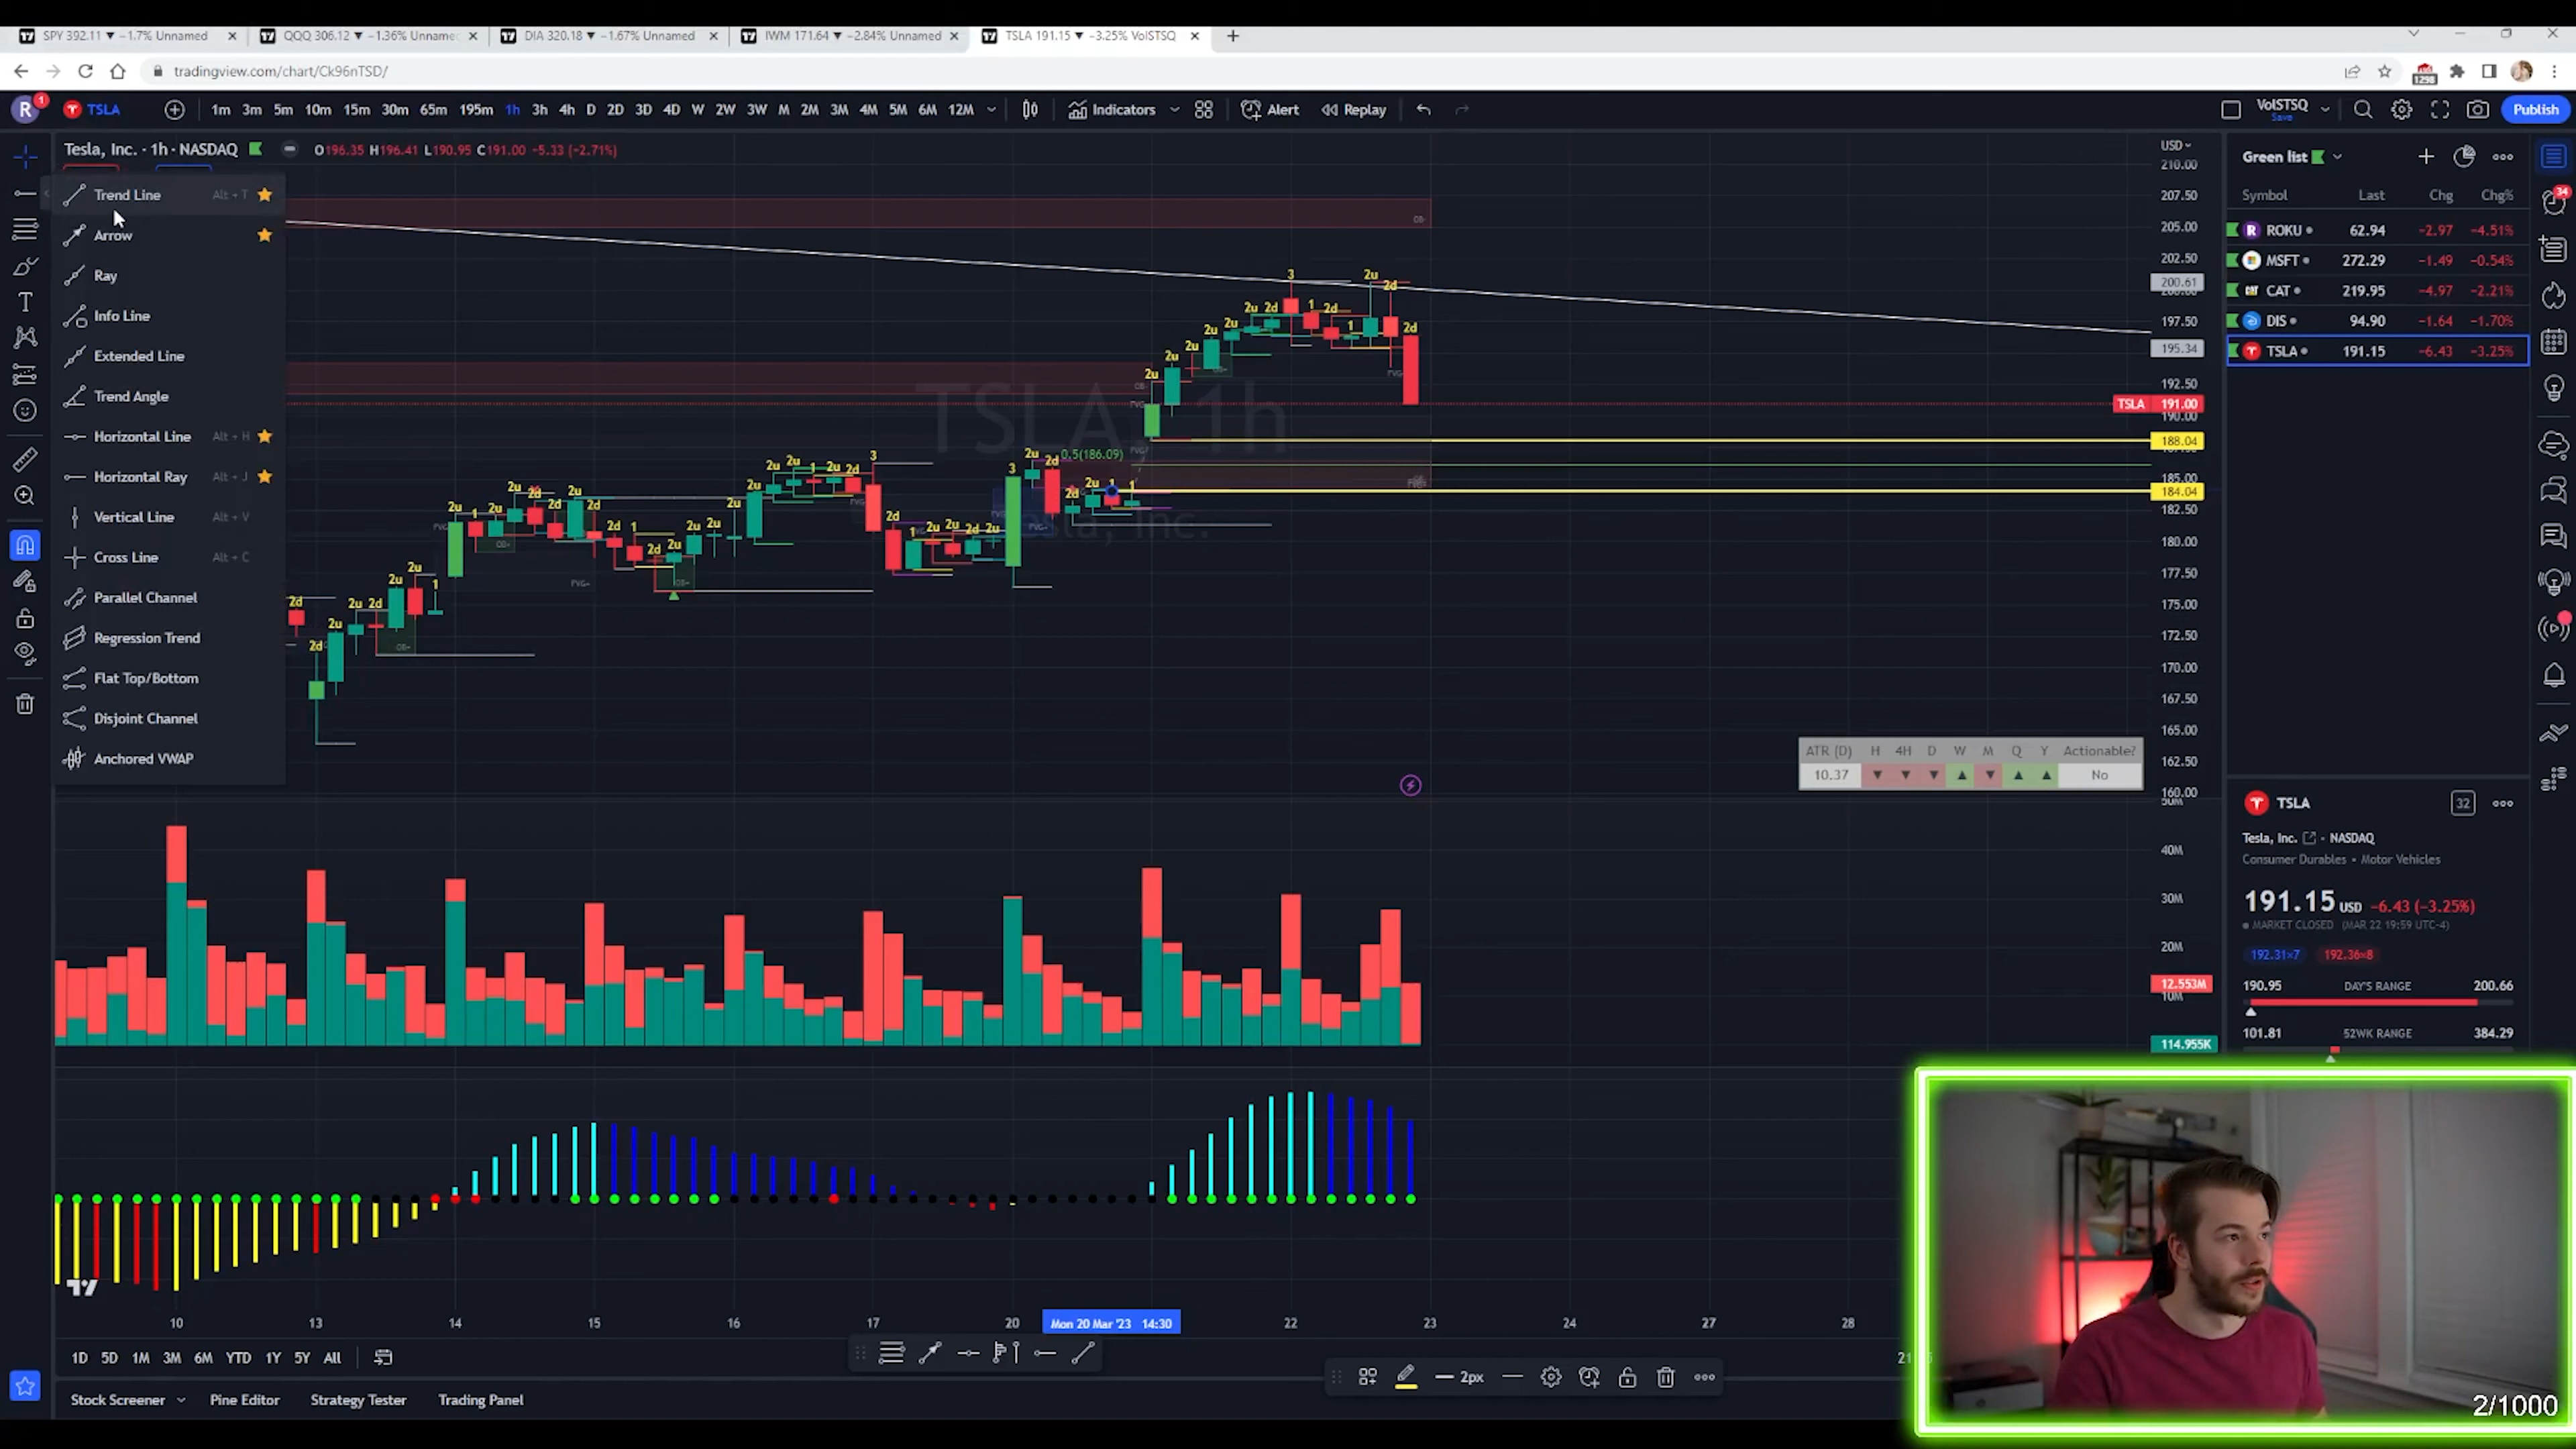 SPY 392.11 ▼ −1.7% Unnamed
QQQ 306.12 ▼ −1.36% Unname
DIA 320.18 ▼ −1.67% Unnamed
IWM 171.64 ▼ −2.84% Unnamed
TSLA 191.15 ▼ −3.25% VolSTSQ
tradingview.com/chart/Ck96nTSD/
1298
R 1 TSLA 1m 3m 5m 10m 15m 30m 65m 195m 1h 3h 4h D 2D 3D 4D W 2W 3W M 2M 3M 4M 5M 6M 12M Indicators Alert Replay VolSTSQ Save Publish
Tesla, Inc. · 1h · NASDAQ O196.35 H196.41 L190.95 C191.00 −5.33 (−2.71%)
Trend Line Alt + T
Arrow
Ray
Info Line
Extended Line
Trend Angle
Horizontal Line Alt + H
Horizontal Ray Alt + J
Vertical Line Alt + V
Cross Line Alt + C
Parallel Channel
Regression Trend
Flat Top/Bottom
Disjoint Channel
Anchored VWAP
TSLA, 1h
Tesla, Inc.
0.5(186.09)
USD
210.00
207.50
205.00
202.50
200.61
197.50
195.34
192.50
TSLA 191.00
190.00
188.04
185.00
184.04
182.50
180.00
177.50
175.00
172.50
170.00
167.50
165.00
162.50
160.00
ATR (D) H 4H D W M Q Y Actionable?
10.37 ▼ ▼ ▼ ▲ ▼ ▲ ▲ No
50M
40M
30M
20M
12.553M
10M
114.955K
10 13 14 15 16 17 20 Mon 20 Mar '23 14:30 22 23 24 27 28
1D 5D 1M 3M 6M YTD 1Y 5Y All
2px
Stock Screener Pine Editor Strategy Tester Trading Panel
Green list
Symbol Last Chg Chg%
ROKU 62.94 −2.97 −4.51%
MSFT 272.29 −1.49 −0.54%
CAT 219.95 −4.97 −2.21%
DIS 94.90 −1.64 −1.70%
TSLA 191.15 −6.43 −3.25%
34
TSLA 32
Tesla, Inc. · NASDAQ
Consumer Durables • Motor Vehicles
191.15 USD −6.43 (−3.25%)
MARKET CLOSED (MAR 22 19:59 UTC-4)
192.31×7 192.36×8
190.95 DAY'S RANGE 200.66
101.81 52WK RANGE 384.29
2/1000